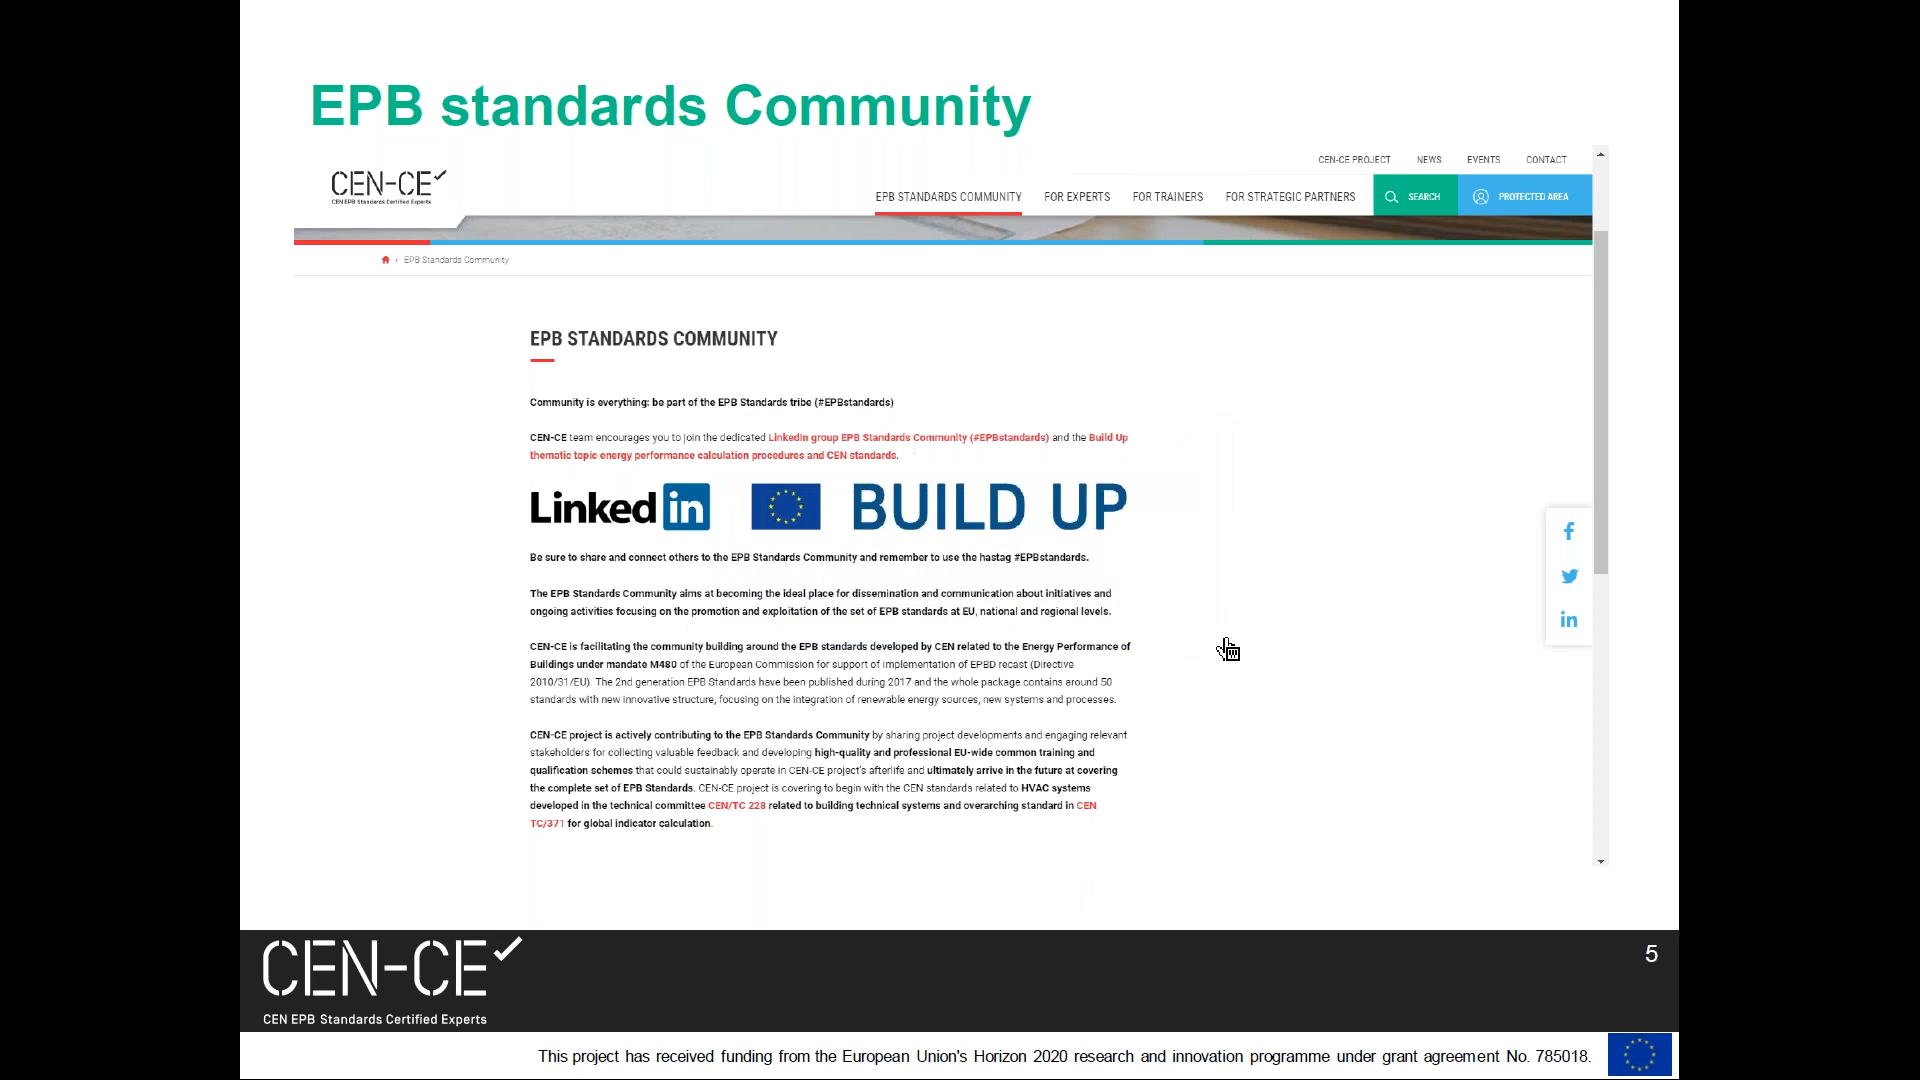 EPB standards Community
CEN-CE PROJECT NEWS EVENTS CONTACT
CEN-CE
CEN EPB Standards Certified Experts
EPB STANDARDS COMMUNITY FOR EXPERTS FOR TRAINERS FOR STRATEGIC PARTNERS SEARCH PROTECTED AREA
EPB Standards Community
EPB STANDARDS COMMUNITY
Community is everything: be part of the EPB Standards tribe (#EPBstandards)
CEN-CE team encourages you to join the dedicated LinkedIn group EPB Standards Community (#EPBstandards) and the Build Up
thematic topic energy performance calculation procedures and CEN standards.
Linked in BUILD UP
Be sure to share and connect others to the EPB Standards Community and remember to use the hastag #EPBstandards.
The EPB Standards Community aims at becoming the ideal place for dissemination and communication about initiatives and
ongoing activities focusing on the promotion and exploitation of the set of EPB standards at EU, national and regional levels.
CEN-CE is facilitating the community building around the EPB standards developed by CEN related to the Energy Performance of
Buildings under mandate M480 of the European Commission for support of implementation of EPBD recast (Directive
2010/31/EU). The 2nd generation EPB Standards have been published during 2017 and the whole package contains around 50
standards with new innovative structure, focusing on the integration of renewable energy sources, new systems and processes.
CEN-CE project is actively contributing to the EPB Standards Community by sharing project developments and engaging relevant
stakeholders for collecting valuable feedback and developing high-quality and professional EU-wide common training and
qualification schemes that could sustainably operate in CEN-CE project's afterlife and ultimately arrive in the future at covering
the complete set of EPB Standards. CEN-CE project is covering to begin with the CEN standards related to HVAC systems
developed in the technical committee CEN/TC 228 related to building technical systems and overarching standard in CEN
TC/371 for global indicator calculation.
CEN-CE
CEN EPB Standards Certified Experts
5
This project has received funding from the European Union's Horizon 2020 research and innovation programme under grant agreement No. 785018.